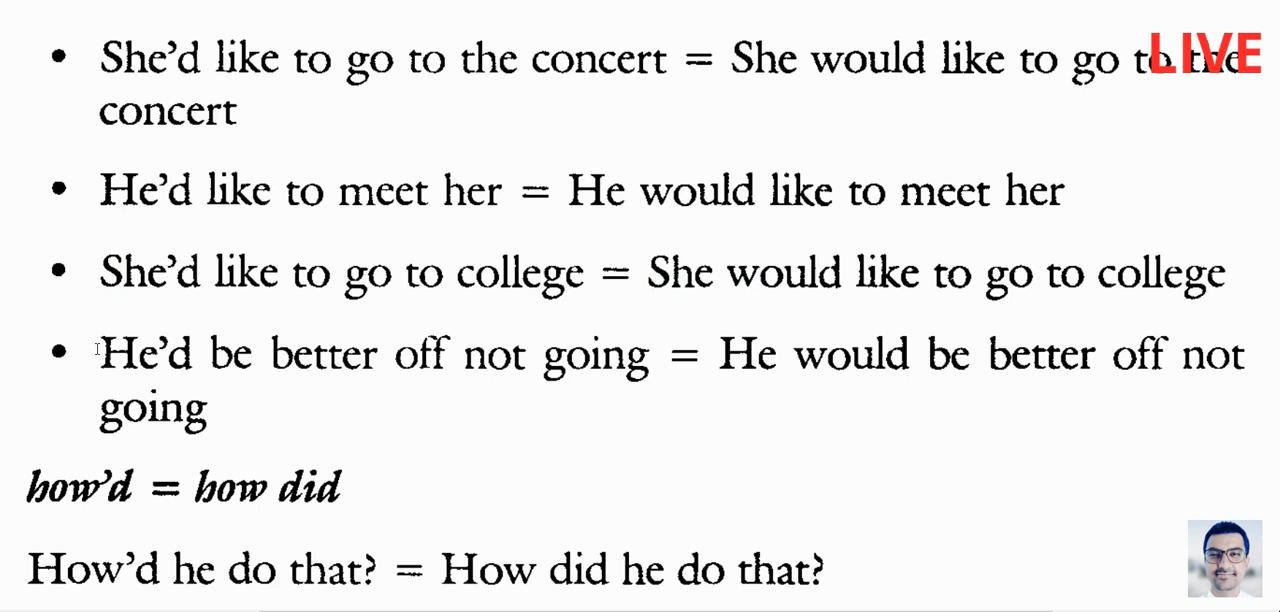 • She’d like to go to the concert = She would like to go to the
concert
LIVE
• He’d like to meet her = He would like to meet her
• She’d like to go to college = She would like to go to college
• He’d be better off not going = He would be better off not
going
how’d = how did
How’d he do that? = How did he do that?